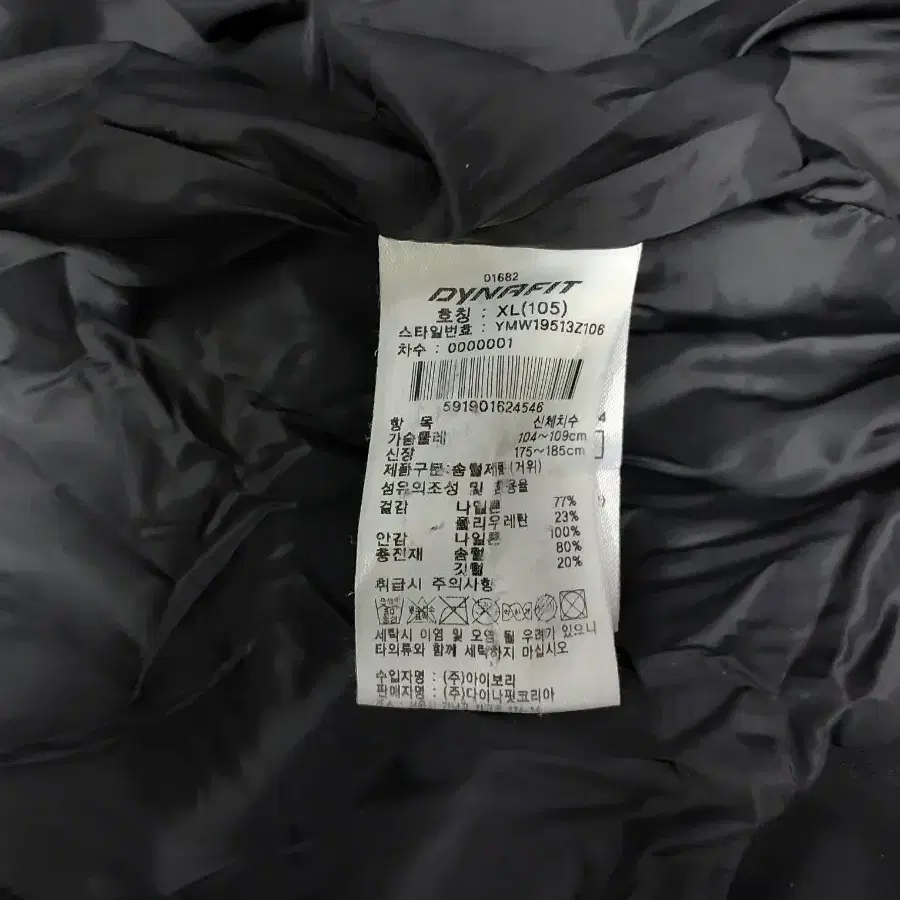 01682
DYNAFIT
호칭 : XL(105)
스타일번호 : YMW19513Z106
차수 : 0000001
591901624546
항 목 신체치수
가슴둘레 104~109cm
신장 175~185cm
제품구분:솜털제품(거위)
섬유의조성 및 혼용율
겉감 나일론 77%
폴리우레탄 23%
안감 나일론 100%
충전재 솜털 80%
깃털 20%
취급시 주의사항
세탁시 이염 및 오염 될 우려가 있으니
타의류와 함께 세탁하지 마십시오
수입자명 : (주)아이보리
판매자명 : (주)다이나핏코리아